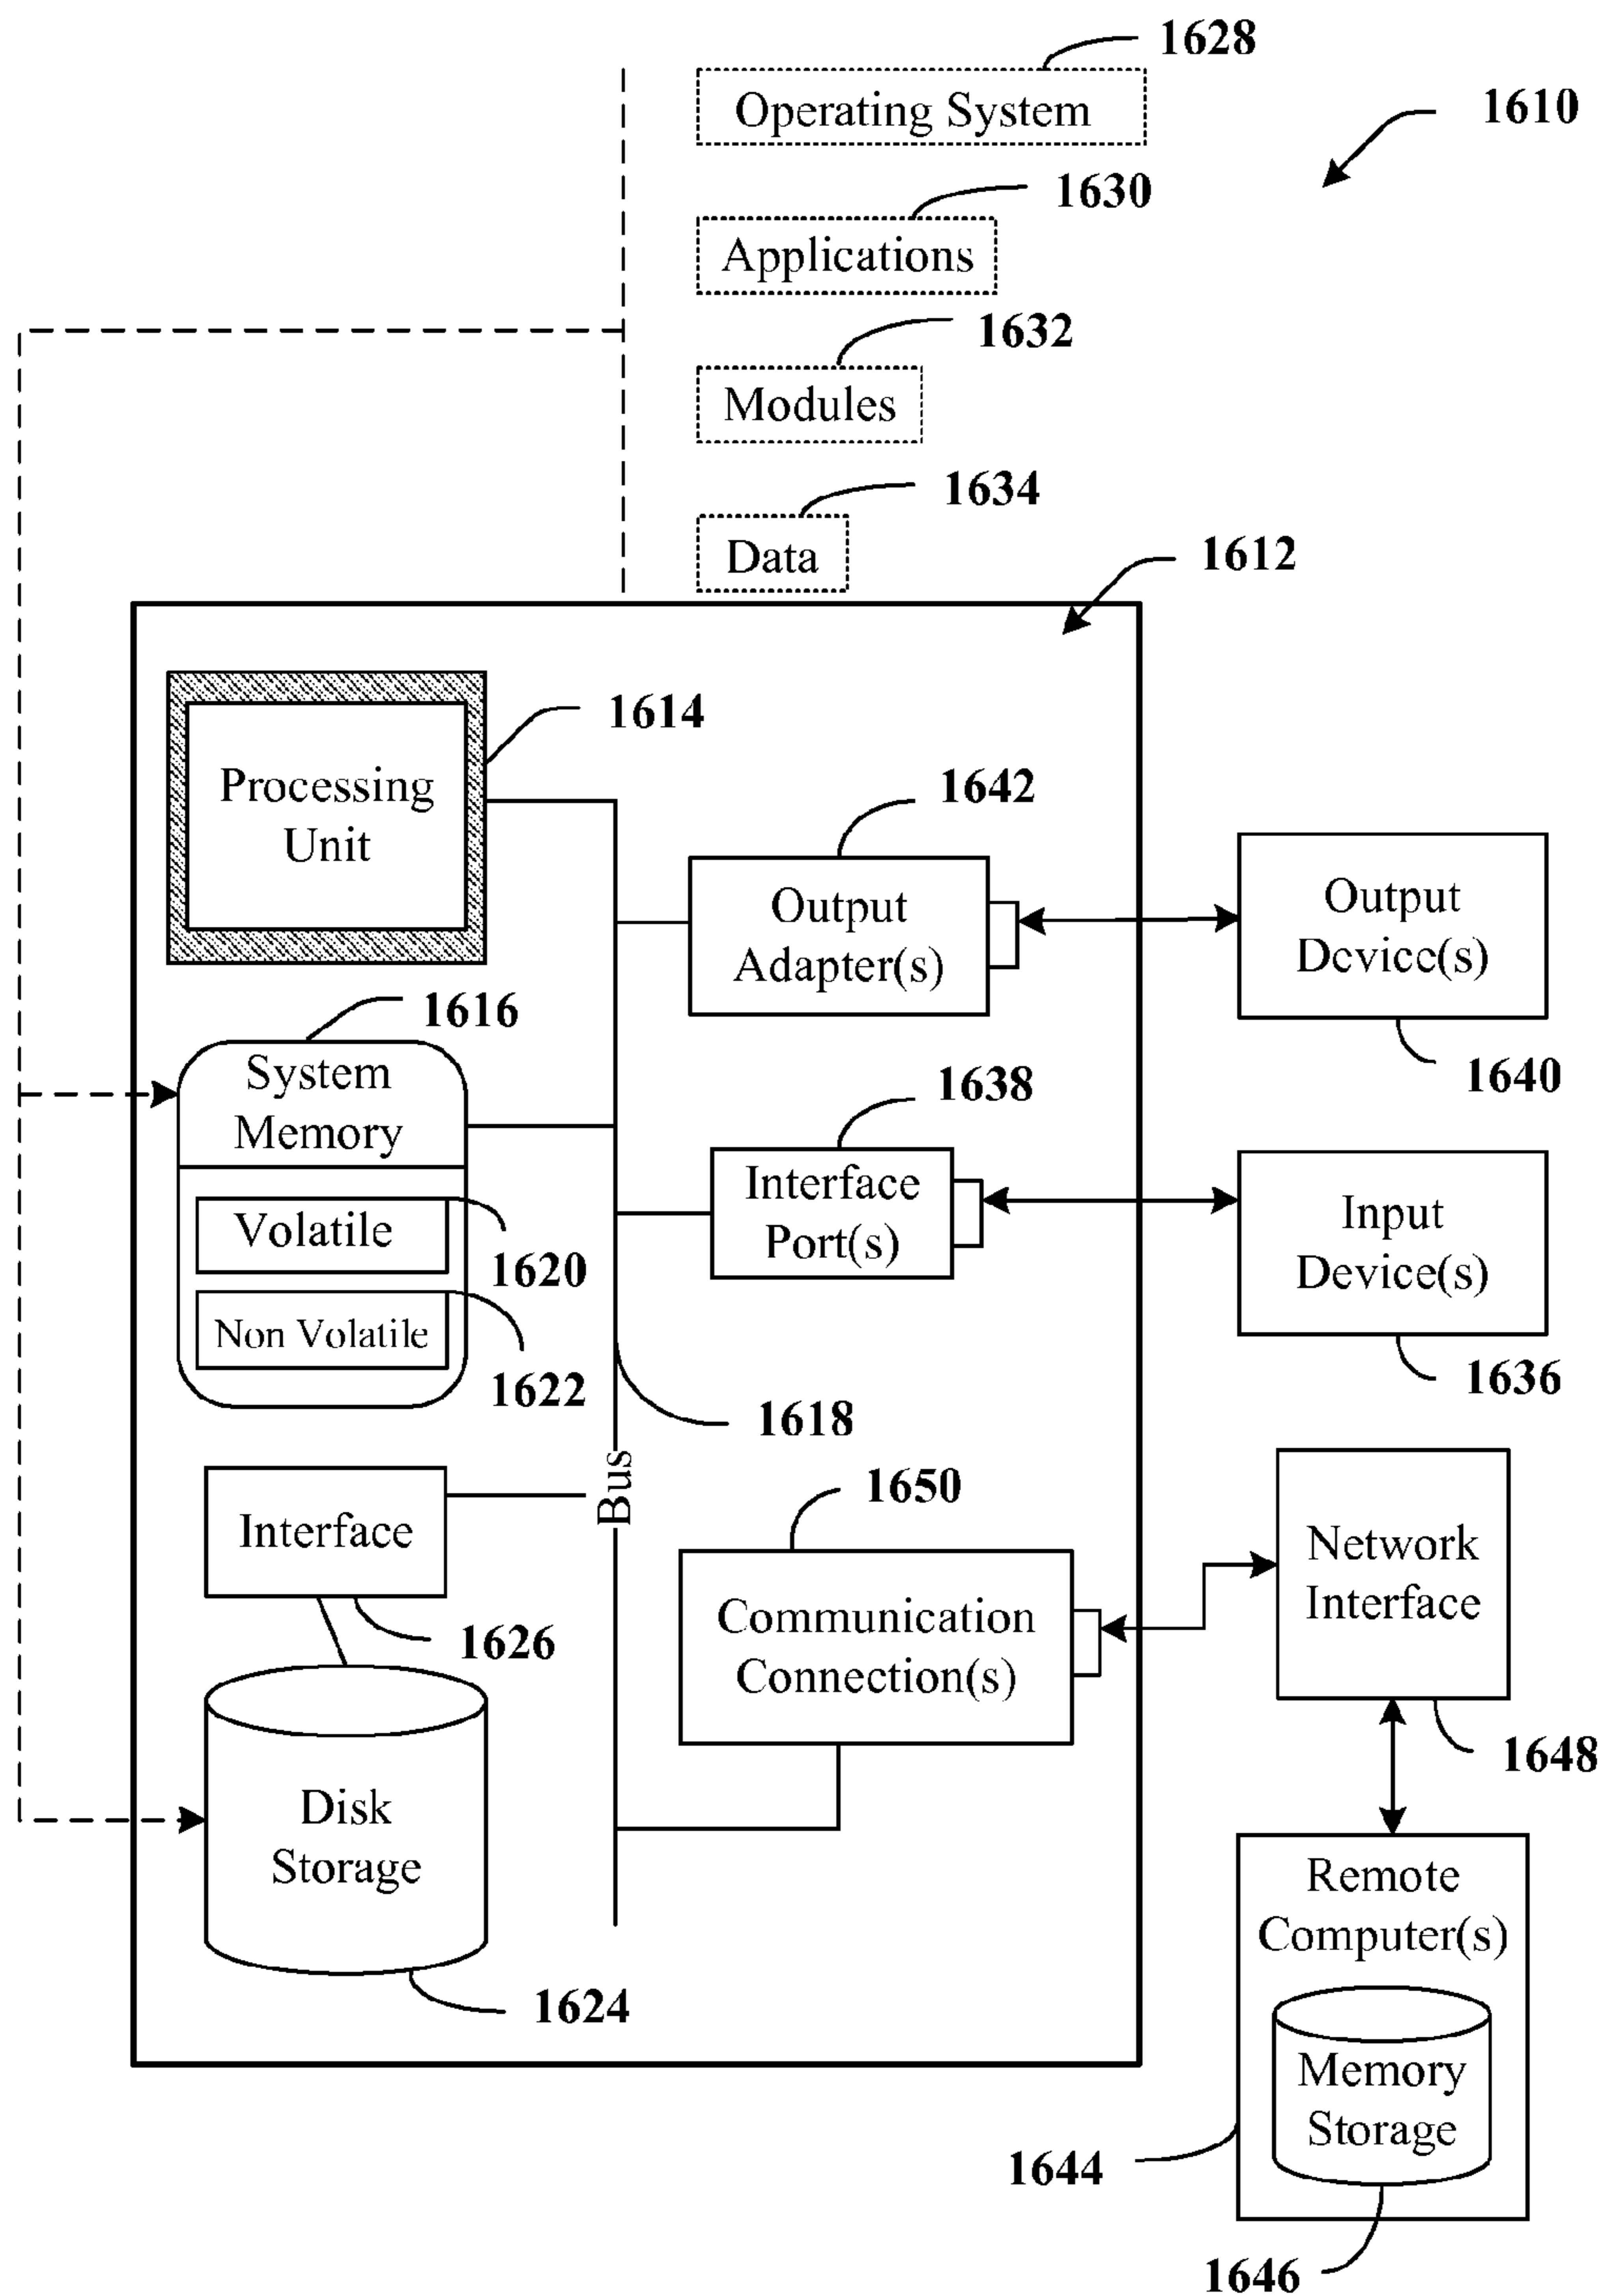 1628
Operating System
1610
1630
Applications
1632
Modules
1634
Data
1612
1614
Processing
Unit
1642
Output
Adapter(s)
Output
Device(s)
1640
1616
System
Memory
1638
Interface
Port(s)
Input
Device(s)
1636
Volatile
1620
Non Volatile
1622
1618
Bus
1650
Interface
1626
Communication
Connection(s)
Network
Interface
1648
Disk
Storage
1624
Remote
Computer(s)
Memory
Storage
1644
1646